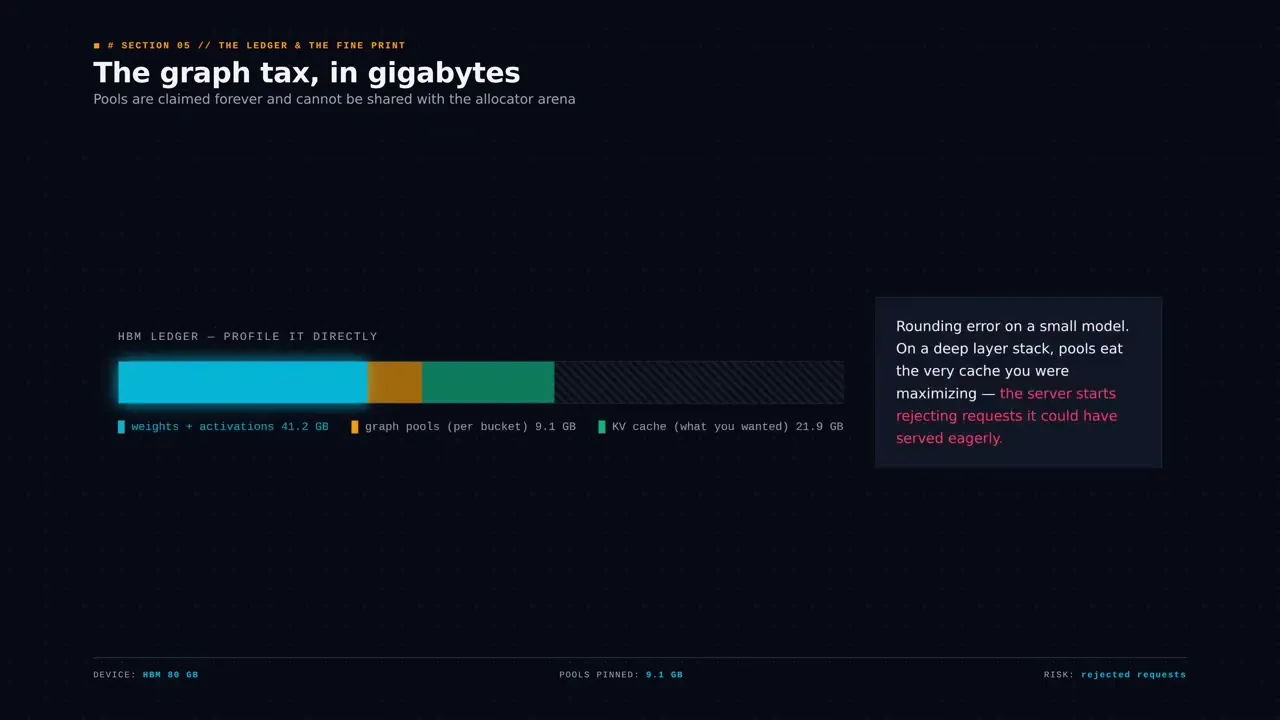 # SECTION 05 // THE LEDGER & THE FINE PRINT
The graph tax, in gigabytes
Pools are claimed forever and cannot be shared with the allocator arena
HBM LEDGER — PROFILE IT DIRECTLY
weights + activations 41.2 GB
graph pools (per bucket) 9.1 GB
KV cache (what you wanted) 21.9 GB
Rounding error on a small model.
On a deep layer stack, pools eat
the very cache you were
maximizing — the server starts
rejecting requests it could have
served eagerly.
DEVICE: HBM 80 GB
POOLS PINNED: 9.1 GB
RISK: rejected requests